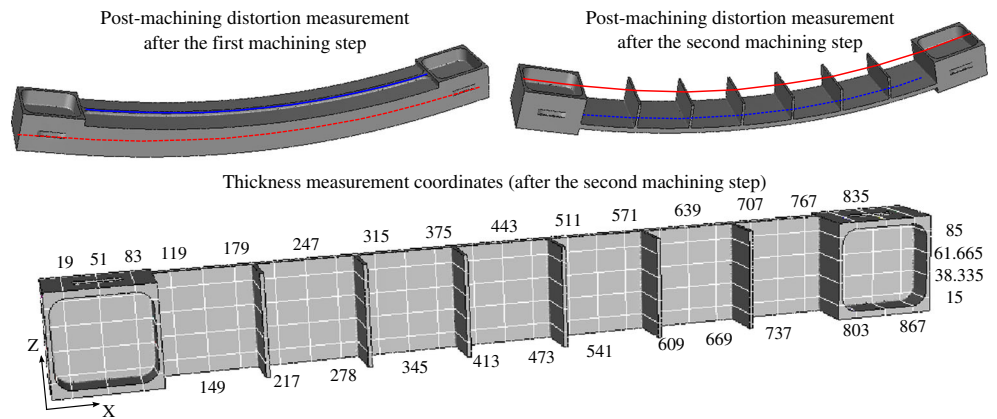 Post-machining distortion measurement
after the first machining step
Post-machining distortion measurement
after the second machining step
Thickness measurement coordinates (after the second machining step)
19 51 83 119 179 247 315 375 443 511 571 639 707 767 835
85
61.665
38.335
15
149 217 278 345 413 473 541 609 669 737 803 867
Z
X